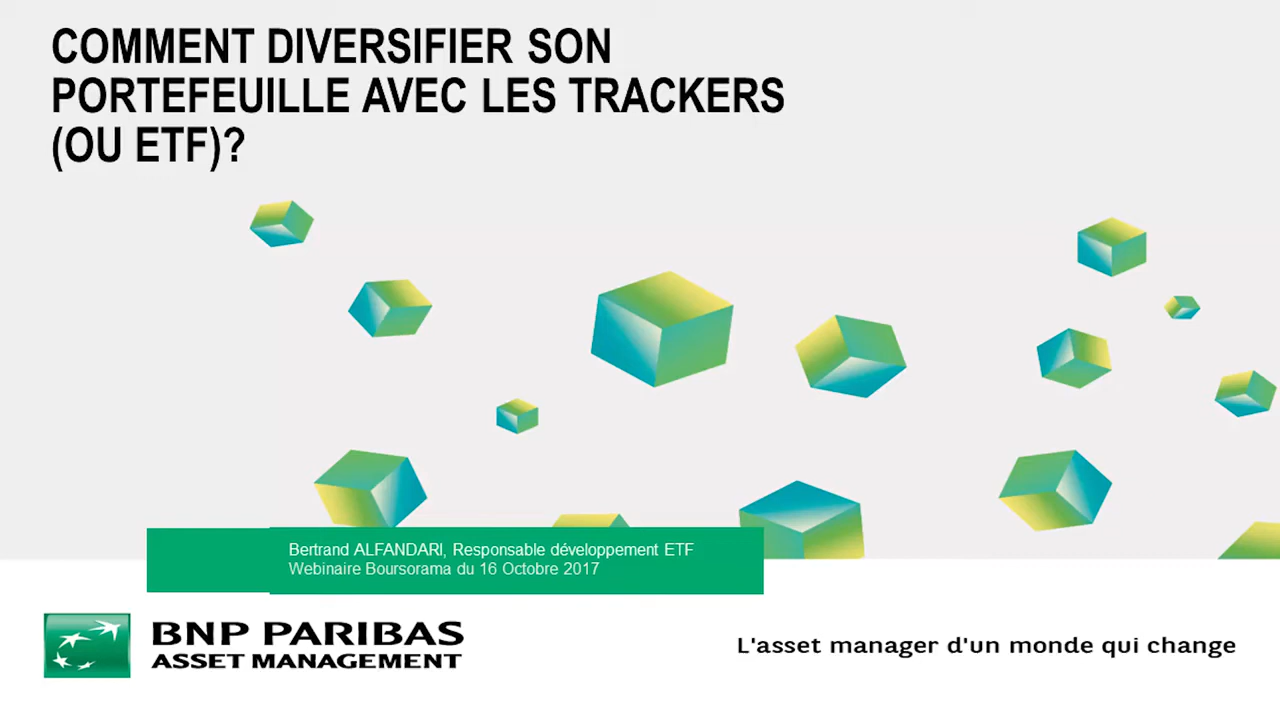 COMMENT DIVERSIFIER SON
PORTEFEUILLE AVEC LES TRACKERS
(OU ETF)?
Bertrand ALFANDARI, Responsable développement ETF
Webinaire Boursorama du 16 Octobre 2017
BNP PARIBAS
ASSET MANAGEMENT
L'asset manager d'un monde qui change